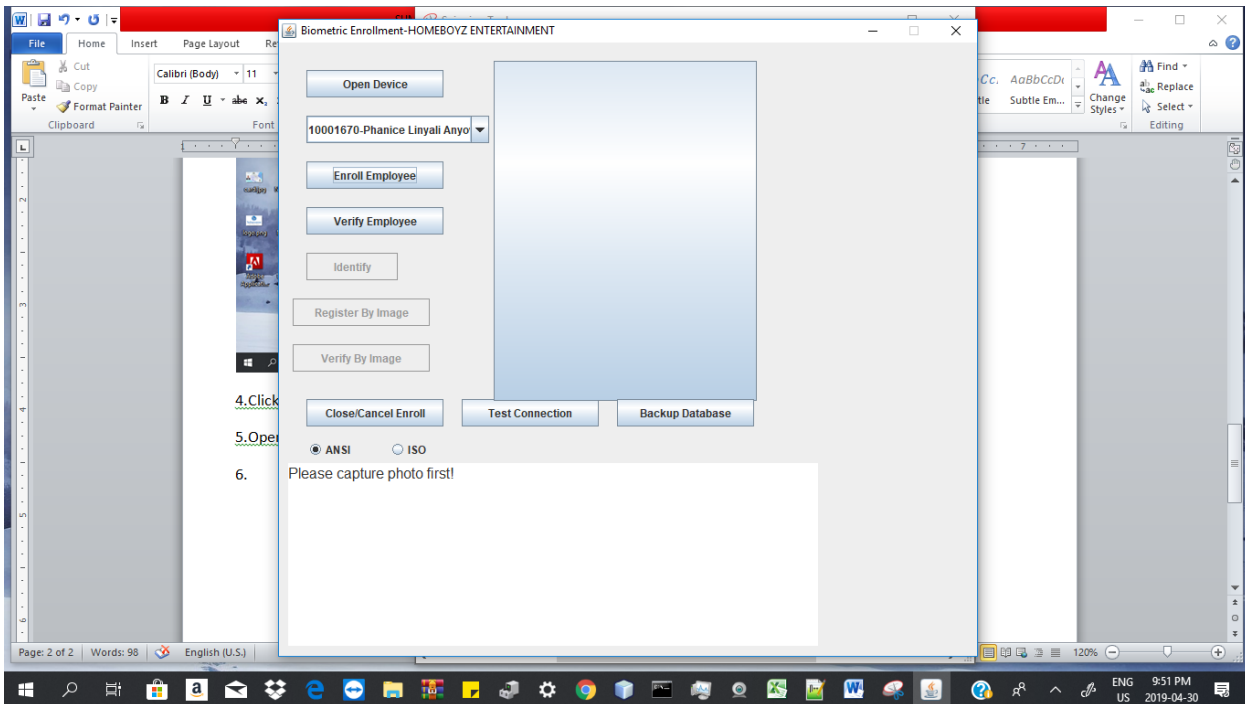 Biometric Enrollment-HOMEBOYZ ENTERTAINMENT
File Home Insert Page Layout
Cut
Copy
Format Painter
Paste
Clipboard
Calibri (Body) 11
B I U abc
Font
AaBbCcDc
Subtle Em...
Change Styles
Find
Replace
Select
Editing
7
Open Device
10001670-Phanice Linyali Anyo
Enroll Employee
Verify Employee
Identify
Register By Image
Verify By Image
Close/Cancel Enroll Test Connection Backup Database
ANSI ISO
Please capture photo first!
4.Click
5.Oper
6.
Page: 2 of 2 Words: 98 English (U.S.) 120%
ENG 9:51 PM
US 2019-04-30